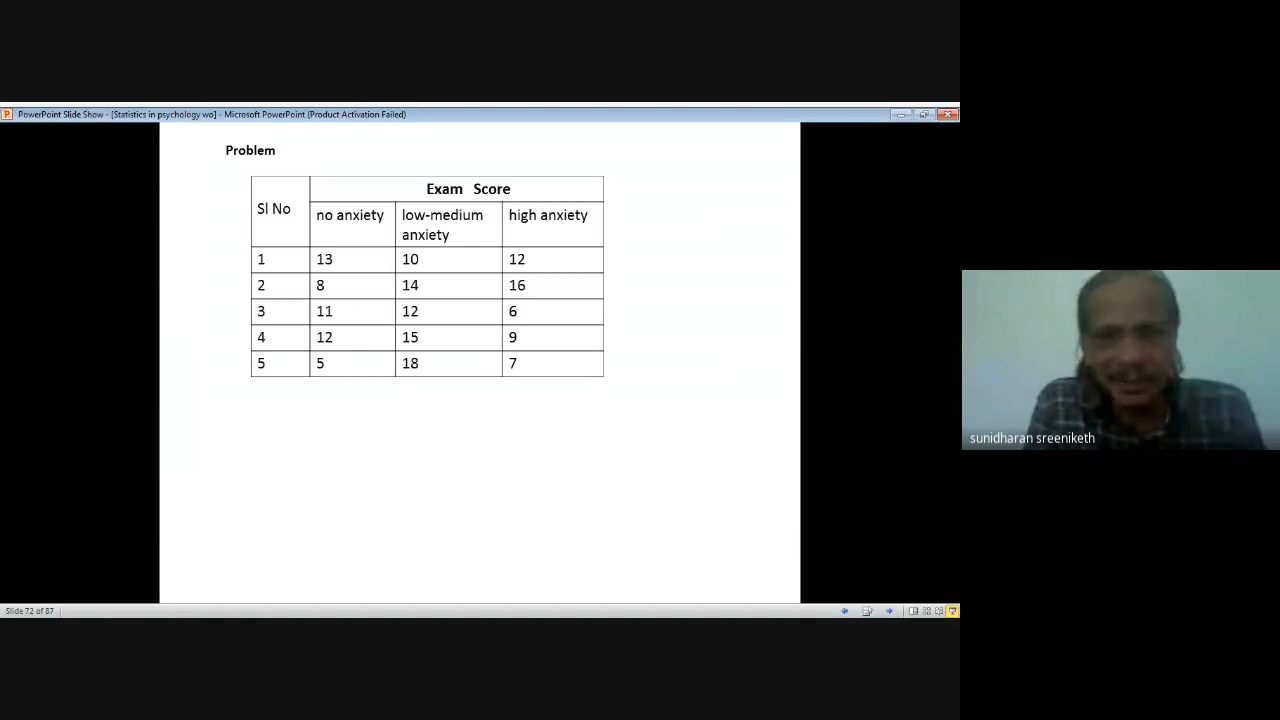 PowerPoint Slide Show - [Statistics in psychology wo] - Microsoft PowerPoint (Product Activation Failed)
Problem
Sl No
Exam Score
no anxiety
low-medium anxiety
high anxiety
1 13 10 12
2 8 14 16
3 11 12 6
4 12 15 9
5 5 18 7
sunidharan sreeniketh
Slide 72 of 87